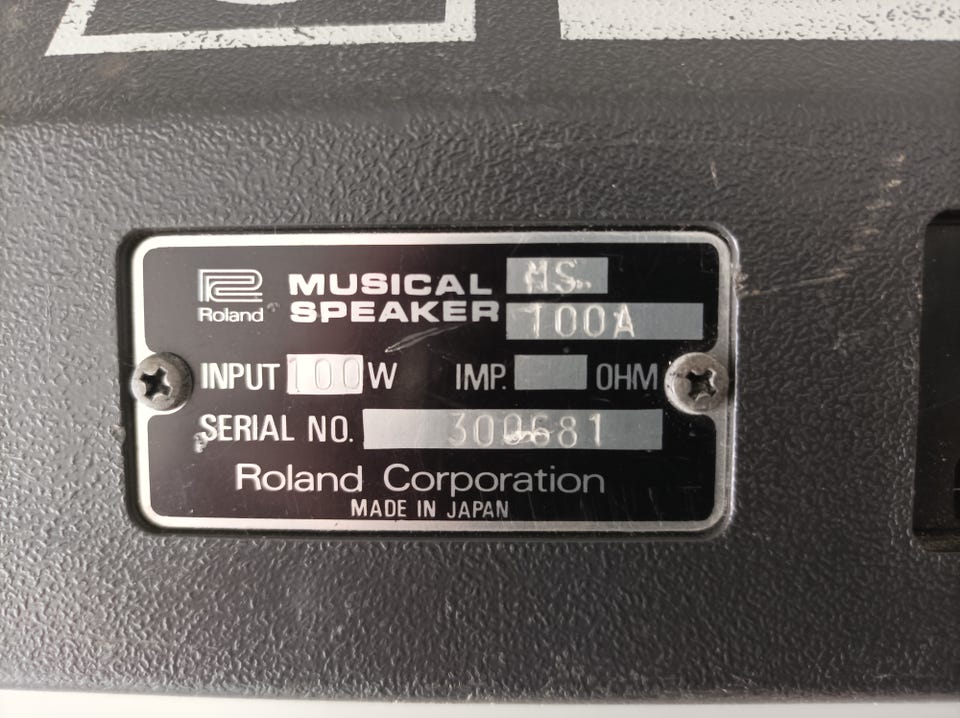 Roland
MUSICAL SPEAKER
MS
100A
INPUT 100 W IMP. OHM
SERIAL NO. 300681
Roland Corporation
MADE IN JAPAN